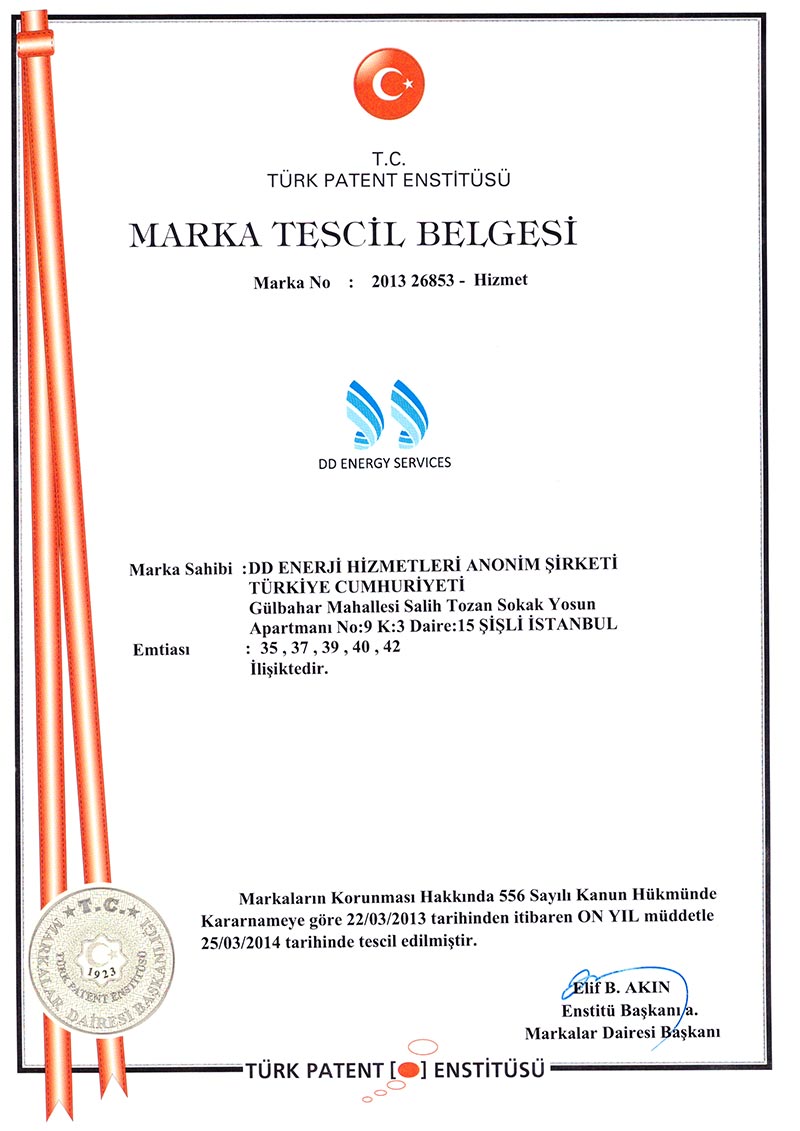 T.C.
TÜRK PATENT ENSTİTÜSÜ
MARKA TESCİL BELGESİ
Marka No : 2013 26853 - Hizmet
DD ENERGY SERVICES
Marka Sahibi :DD ENERJİ HİZMETLERİ ANONİM ŞİRKETİ
TÜRKİYE CUMHURİYETİ
Gülbahar Mahallesi Salih Tozan Sokak Yosun
Apartmanı No:9 K:3 Daire:15 ŞİŞLİ İSTANBUL
Emtiası : 35 , 37 , 39 , 40 , 42
İlişiktedir.
Markaların Korunması Hakkında 556 Sayılı Kanun Hükmünde
Kararnameye göre 22/03/2013 tarihinden itibaren ON YIL müddetle
25/03/2014 tarihinde tescil edilmiştir.
T.C.
MARKALAR DAİRESİ BAŞKANLIĞI
TÜRK PATENT ENSTİTÜSÜ
1923
Elif B. AKIN
Enstitü Başkanı a.
Markalar Dairesi Başkanı
TÜRK PATENT [ ] ENSTİTÜSÜ